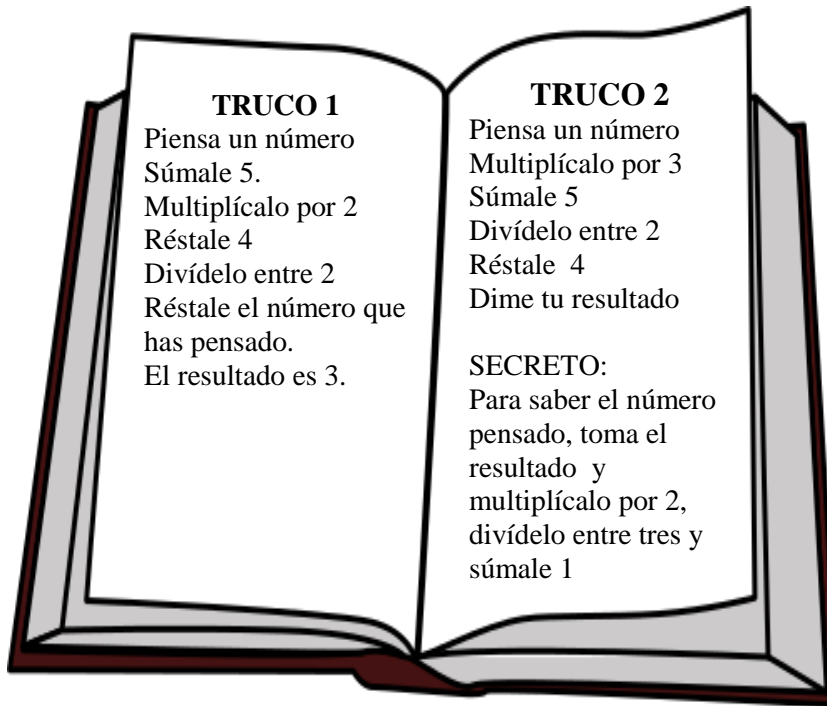 TRUCO 1
Piensa un número
Súmale 5.
Multiplícalo por 2
Réstale 4
Divídelo entre 2
Réstale el número que
has pensado.
El resultado es 3.
TRUCO 2
Piensa un número
Multiplícalo por 3
Súmale 5
Divídelo entre 2
Réstale  4
Dime tu resultado
SECRETO:
Para saber el número
pensado, toma el
resultado  y
multiplícalo por 2,
divídelo entre tres y
súmale 1